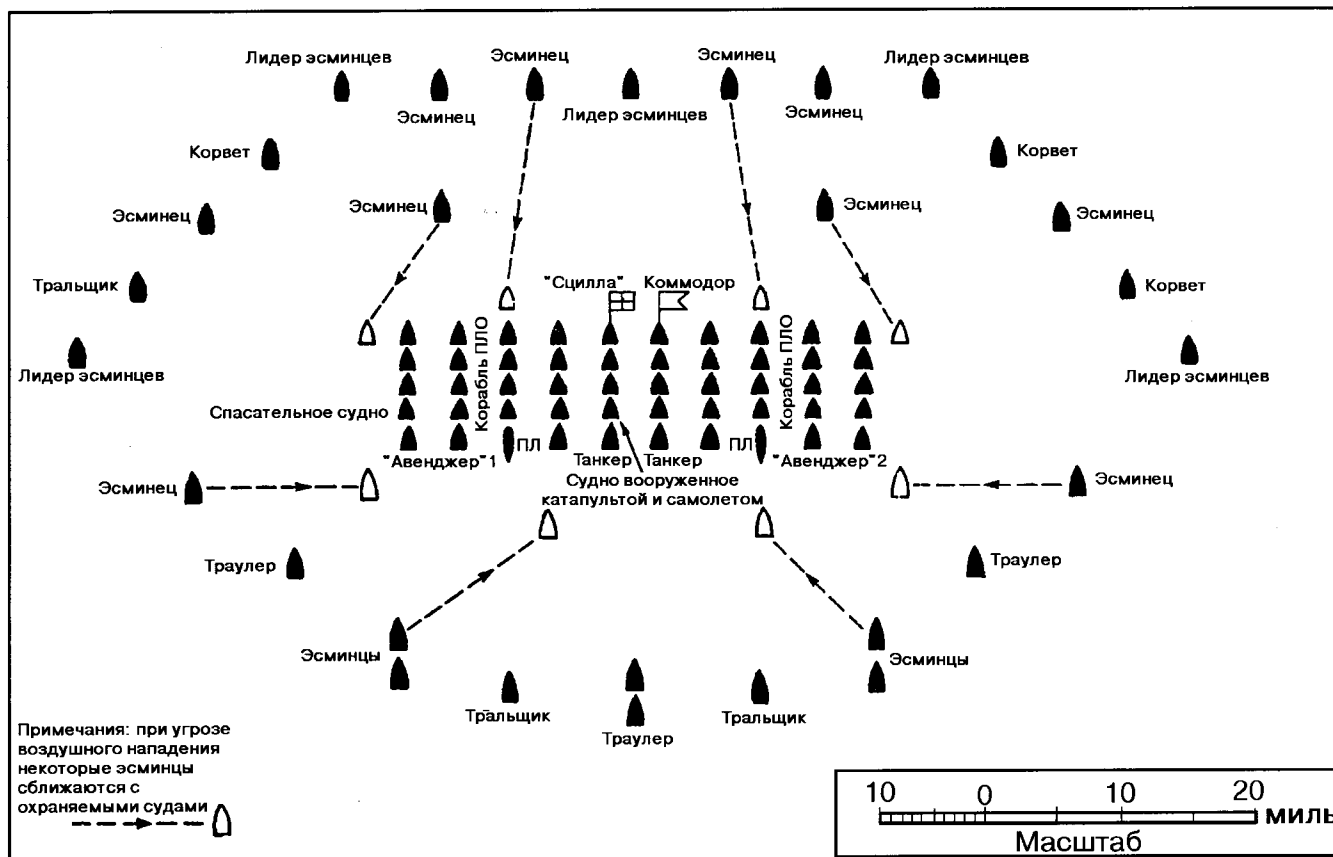 Лидер эсминцев
Эсминец
Эсминец
Лидер эсминцев
Эсминец
Лидер эсминцев
Эсминец
Корвет
Корвет
Эсминец
Эсминец
Эсминец
Эсминец
Тральщик
"Сцилла"
Коммодор
Корвет
Корабль ПЛО
Корабль ПЛО
Лидер эсминцев
Лидер эсминцев
Спасательное судно
ПЛ
ПЛ
"Авенджер" 1
Танкер
Танкер
"Авенджер" 2
Судно вооруженное
катапультой и самолетом
Эсминец
Эсминец
Траулер
Траулер
Эсминцы
Эсминцы
Тральщик
Траулер
Тральщик
Примечания: при угрозе
воздушного нападения
некоторые эсминцы
сближаются с
охраняемыми судами
10 0 10 20
миль
Масштаб